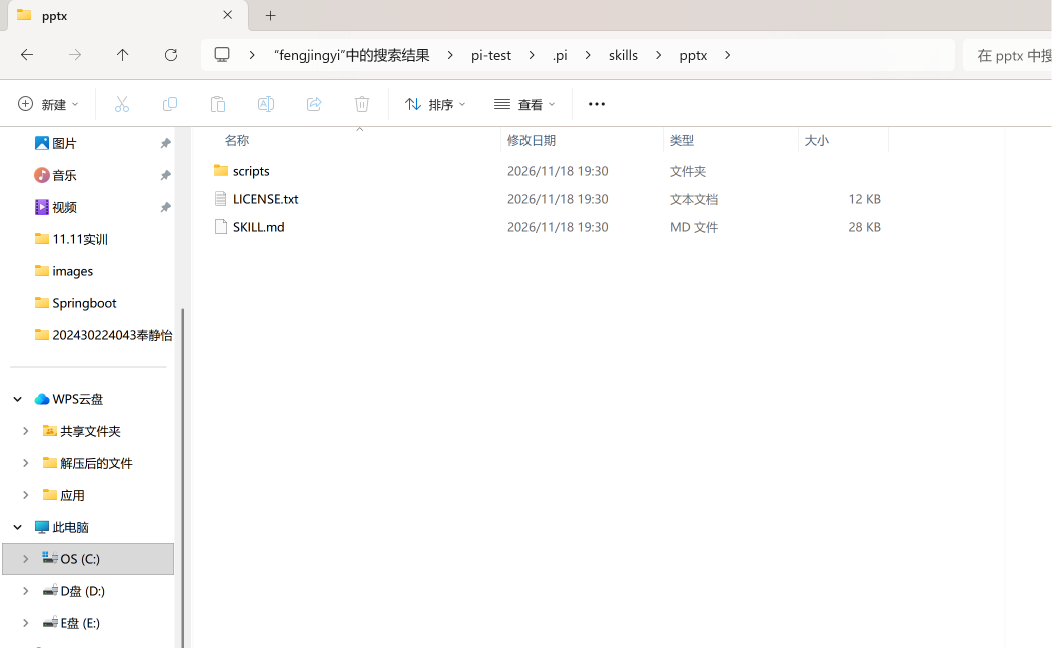 pptx
"fengjingyi"中的搜索结果 > pi-test > .pi > skills > pptx >
在 pptx 中搜
新建
排序
查看
名称 修改日期 类型 大小
scripts 2026/11/18 19:30 文件夹
LICENSE.txt 2026/11/18 19:30 文本文档 12 KB
SKILL.md 2026/11/18 19:30 MD 文件 28 KB
图片
音乐
视频
11.11实训
images
Springboot
202430224043奉静怡
WPS云盘
共享文件夹
解压后的文件
应用
此电脑
OS (C:)
D盘 (D:)
E盘 (E:)